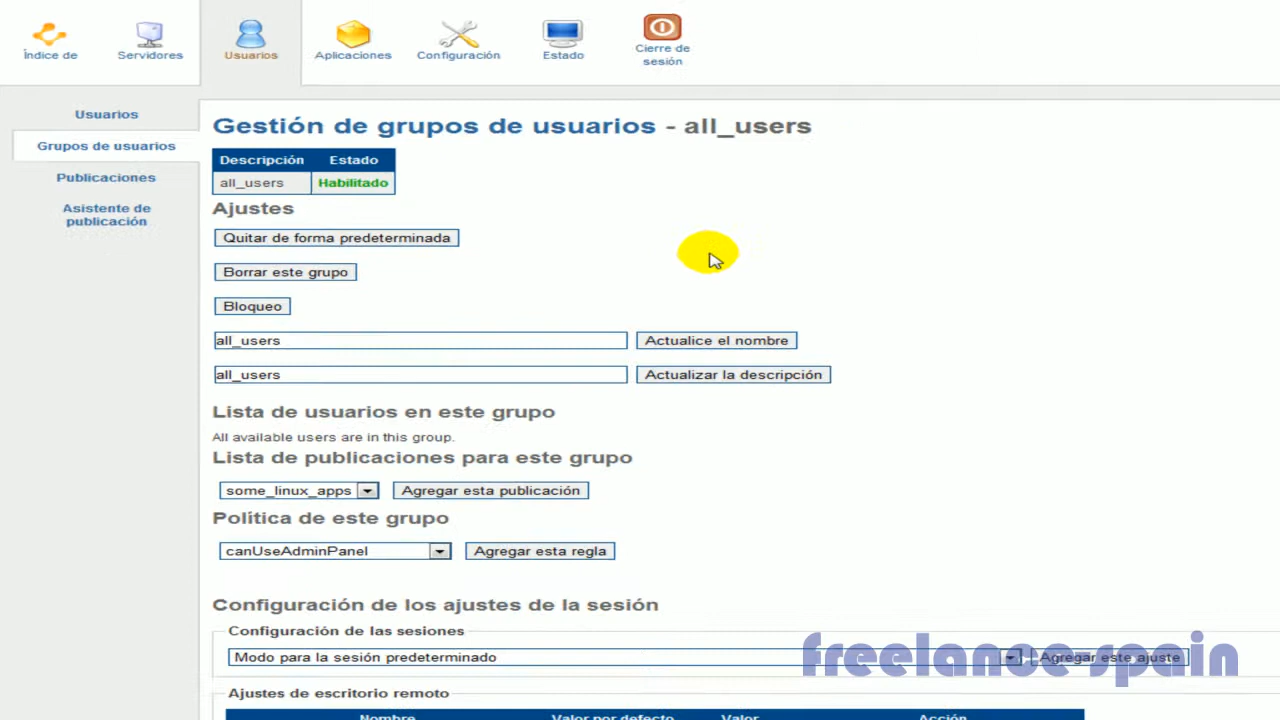 Índice de
Servidores
Usuarios
Aplicaciones
Configuración
Estado
Cierre de
sesión
Usuarios
Grupos de usuarios
Publicaciones
Asistente de
publicación
Gestión de grupos de usuarios - all_users
Descripción Estado
all_users Habilitado
Ajustes
Quitar de forma predeterminada
Borrar este grupo
Bloqueo
all_users Actualice el nombre
all_users Actualizar la descripción
Lista de usuarios en este grupo
All available users are in this group.
Lista de publicaciones para este grupo
some_linux_apps Agregar esta publicación
Política de este grupo
canUseAdminPanel Agregar esta regla
Configuración de los ajustes de la sesión
Configuración de las sesiones
Modo para la sesión predeterminado Agregar este ajuste
freelance-spain
Ajustes de escritorio remoto
Nombre Valor por defecto Valor Acción